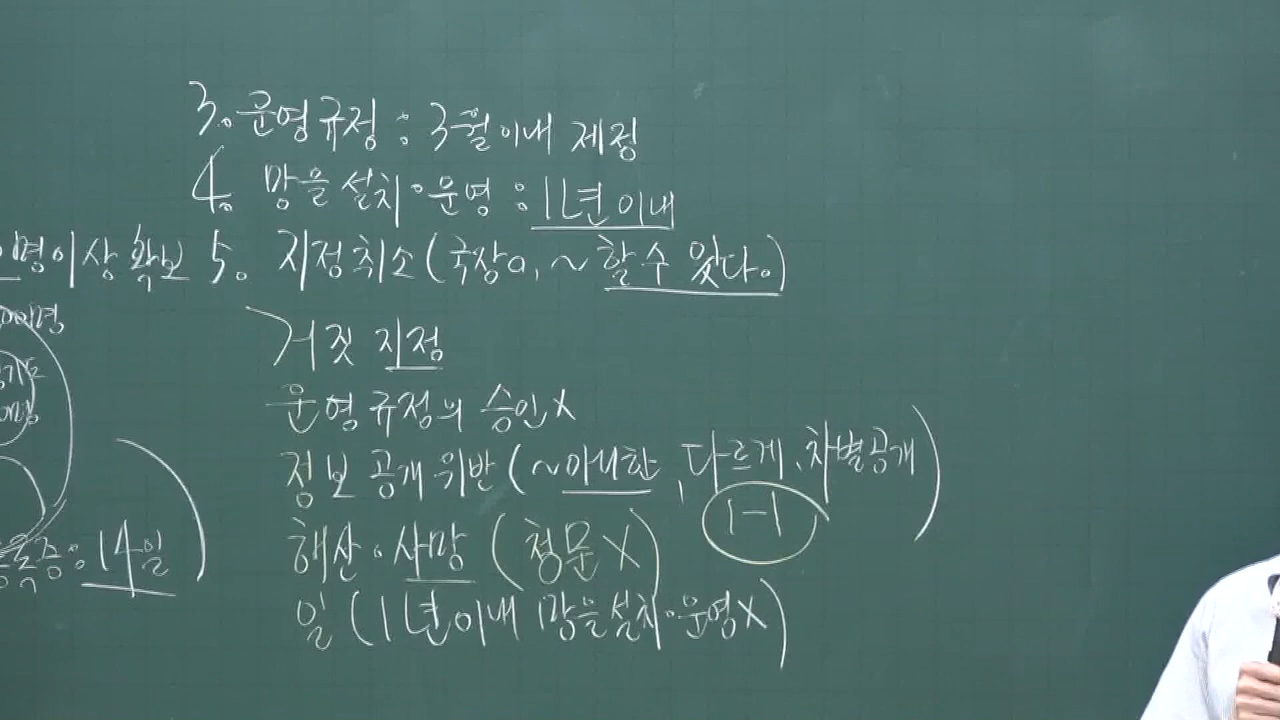 3. 운영규정 : 3월이내 제정
4. 망을 설치·운영 : 1년이내
명이상 확보 5. 지정취소(국장a, ~할 수 있다.)
거짓 지정
운영규정의 승인X
정보 공개 위반(~아니한, 다르게, 차별공개)
1-1
해산·사망 (청문X)
14일
일(1년이내 망을 설치·운영X)